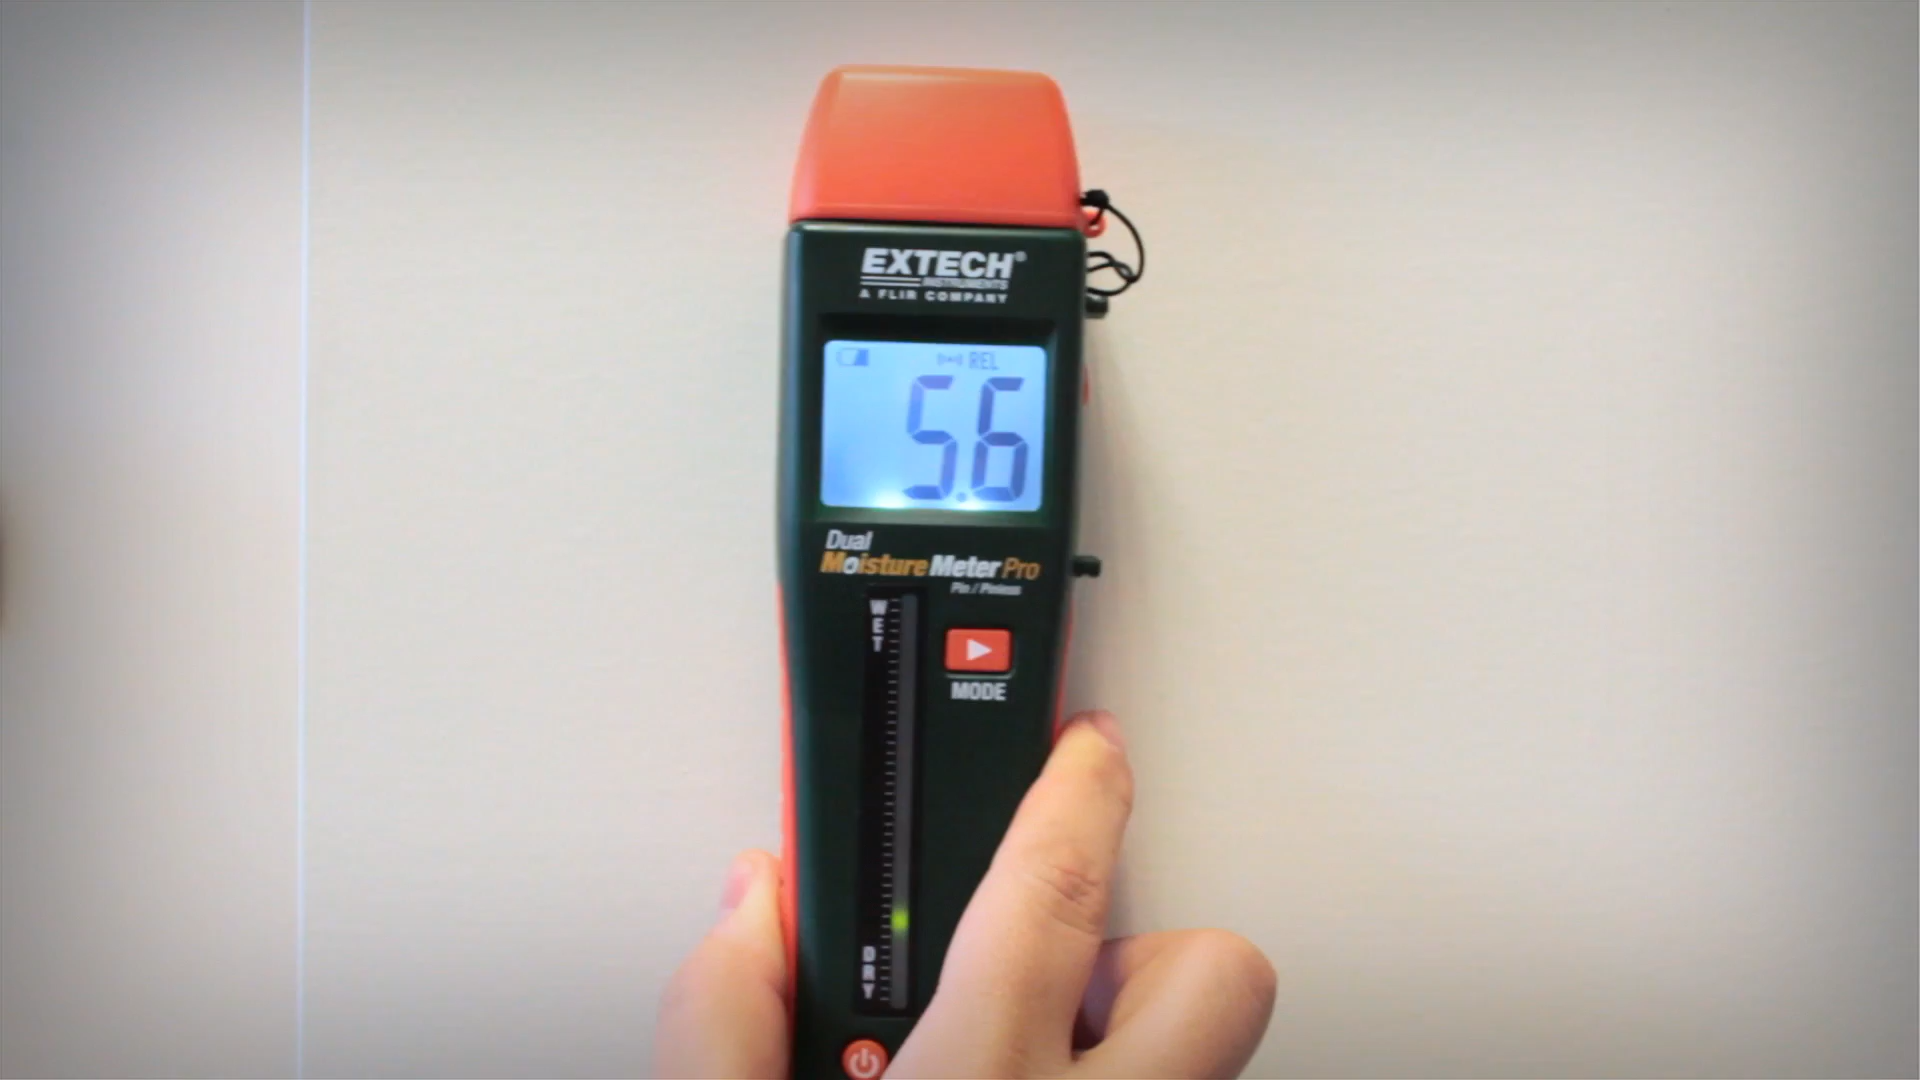 EXTECH®
INSTRUMENTS
A FLIR COMPANY
REL
5.6
Dual
Moisture Meter Pro
Pin / Pinless
WET
MODE
DRY